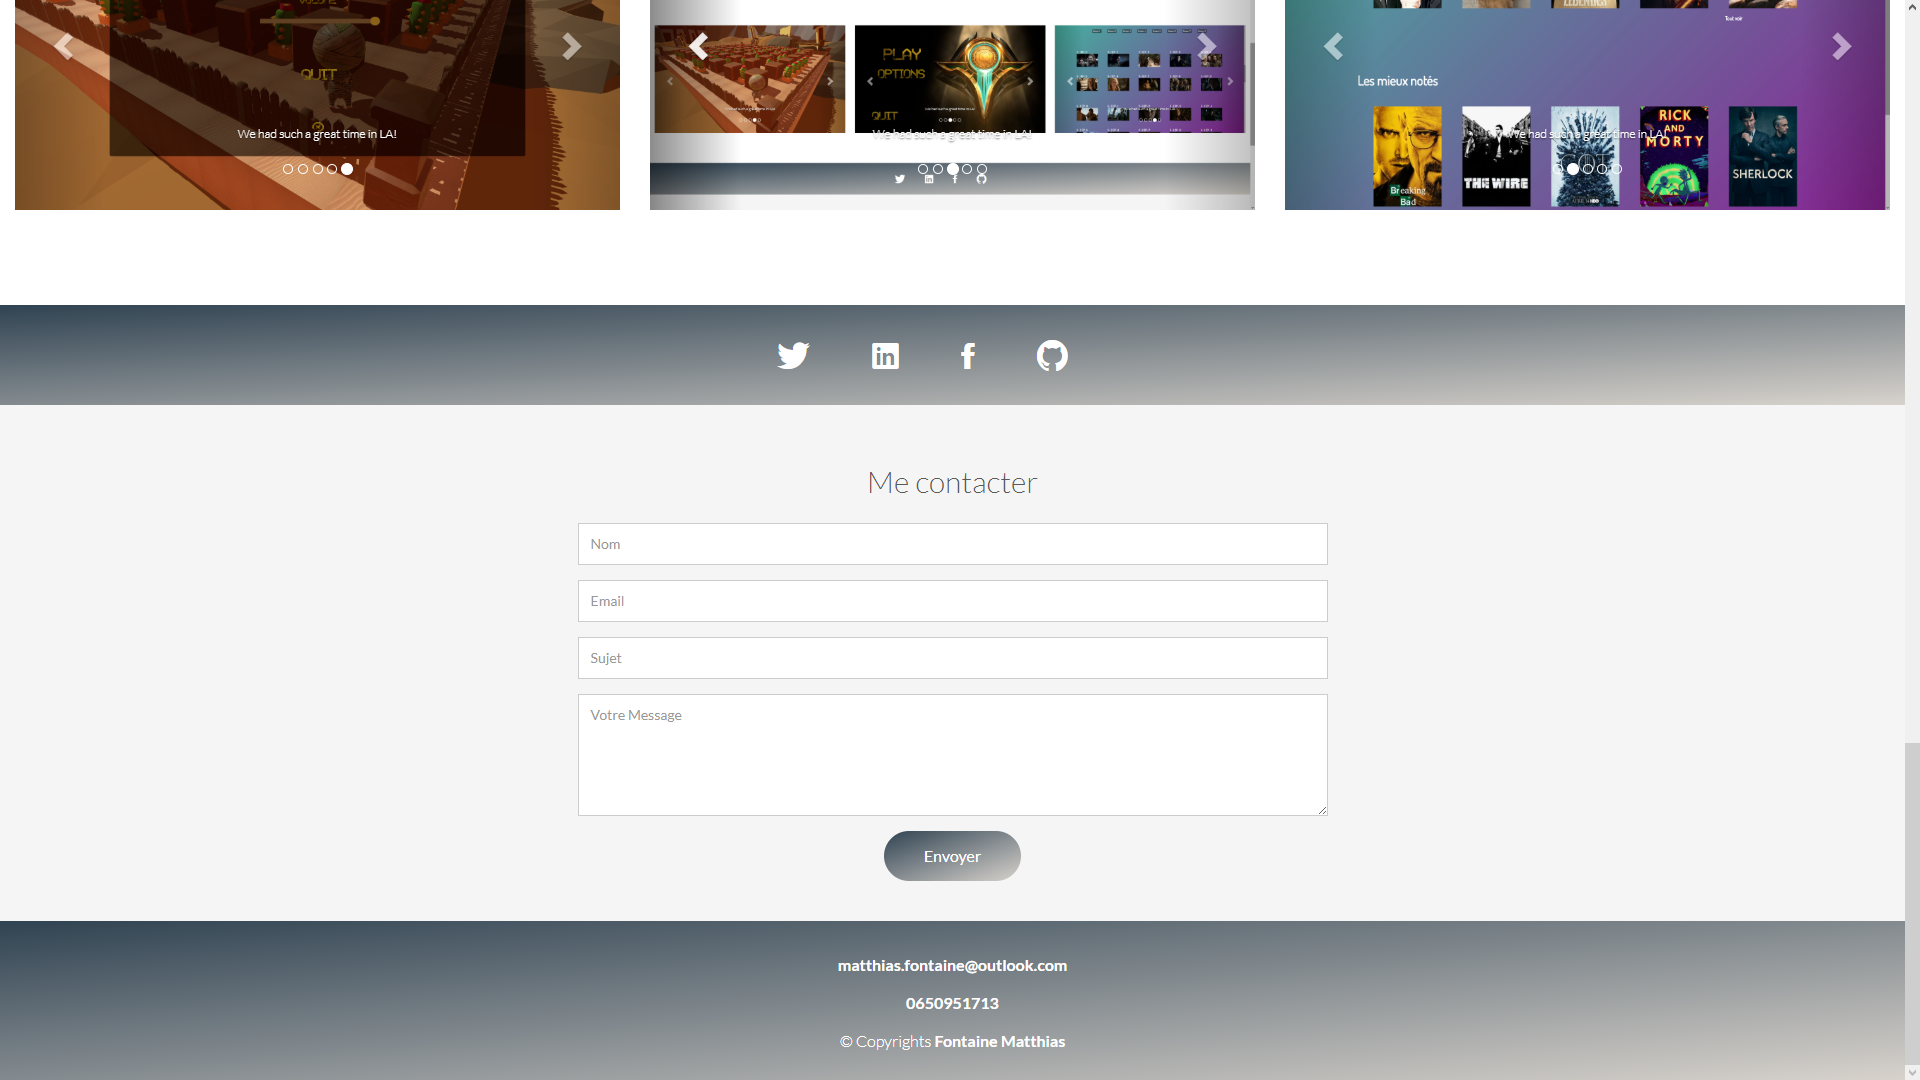 QUIT
We had such a great time in LA!
PLAY
OPTIONS
QUIT
We had such a great time in LA!
Tout voir
Les mieux notés
Breaking
Bad
THE WIRE
RICK
AND
MORTY
SHERLOCK
We had such a great time in LA!
Me contacter
Nom
Email
Sujet
Votre Message
Envoyer
matthias.fontaine@outlook.com
0650951713
© Copyrights Fontaine Matthias